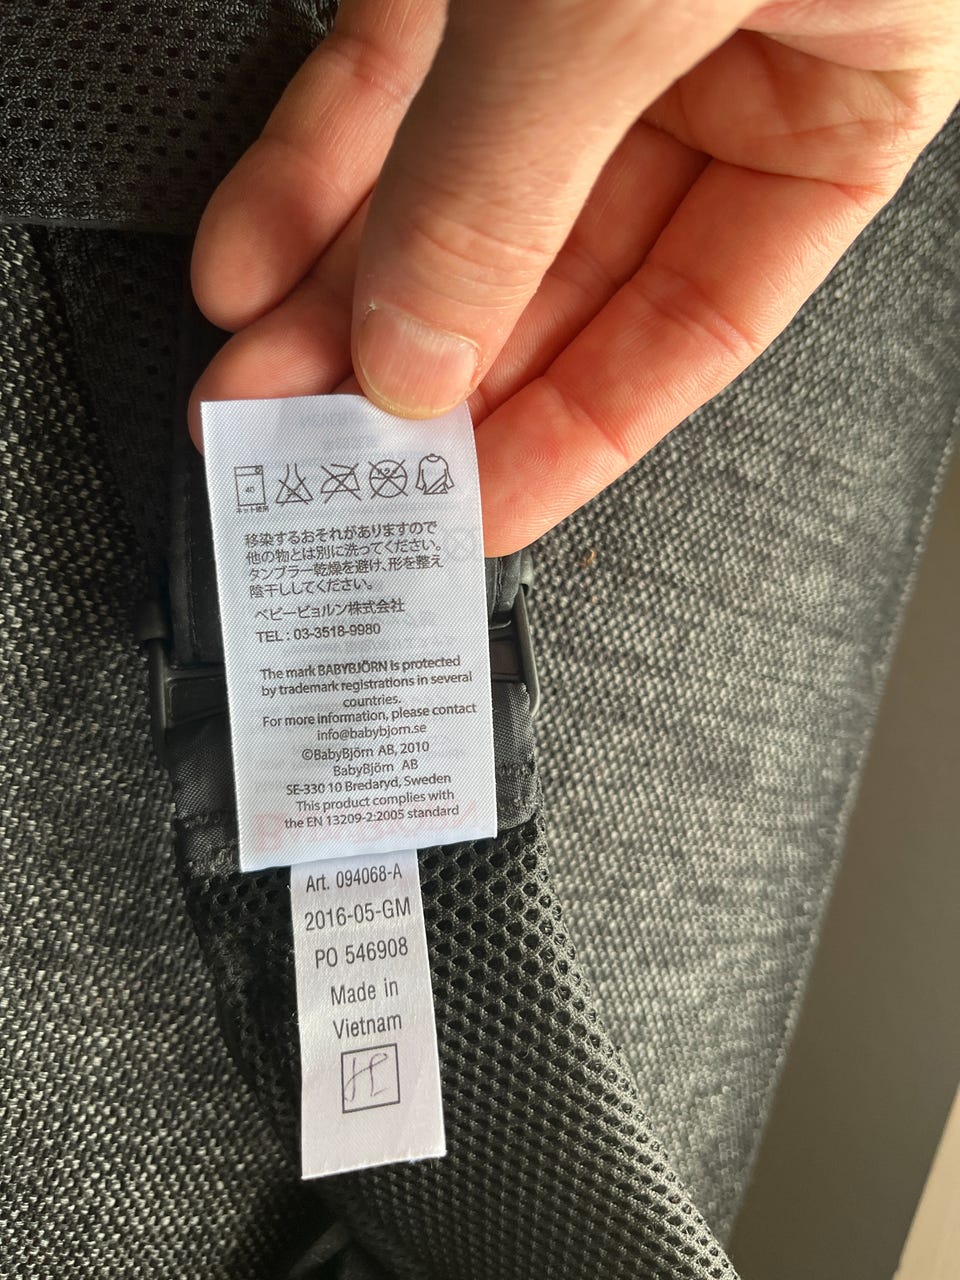 40
ネット使用
移染するおそれがありますので
他の物とは別に洗ってください。
タンブラー乾燥を避け、形を整え
陰干ししてください。
ベビービョルン株式会社
TEL : 03-3518-9980
The mark BABYBJÖRN is protected
by trademark registrations in several
countries.
For more information, please contact
info@babybjorn.se
©BabyBjörn AB, 2010
BabyBjörn AB
SE-330 10 Bredaryd, Sweden
This product complies with
the EN 13209-2:2005 standard
Art. 094068-A
2016-05-GM
PO 546908
Made in
Vietnam